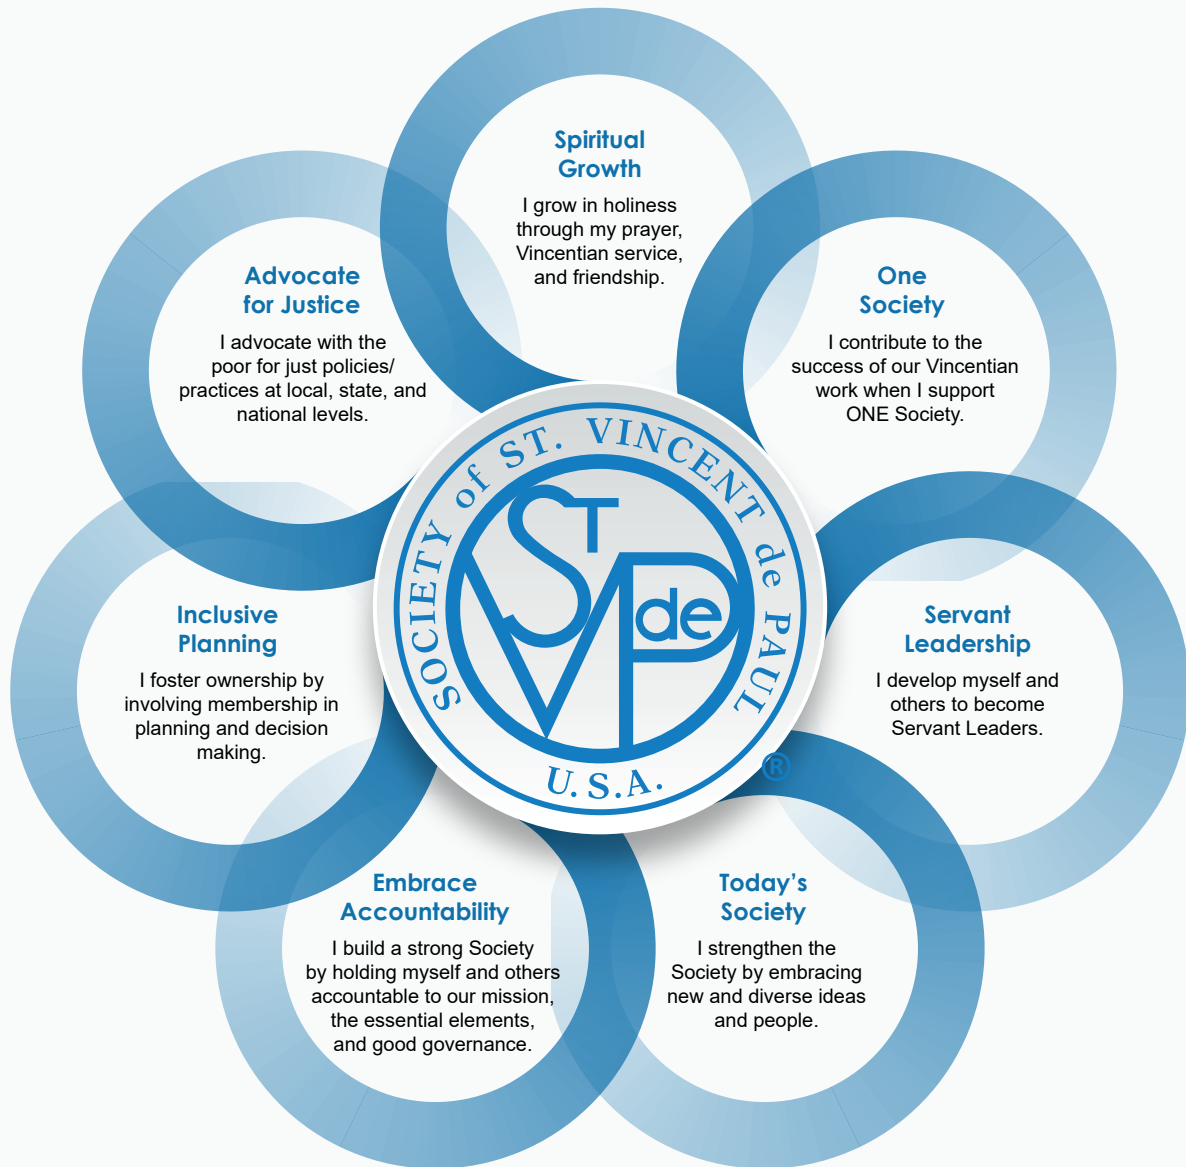 Spiritual
Growth
I grow in holiness
through my prayer,
Vincentian service,
and friendship.
One
Society
I contribute to the
success of our Vincentian
work when I support
ONE Society.
Servant
Leadership
I develop myself and
others to become
Servant Leaders.
Today’s
Society
I strengthen the
Society by embracing
new and diverse ideas
and people.
Embrace
Accountability
I build a strong Society
by holding myself and others
accountable to our mission,
the essential elements,
and good governance.
Inclusive
Planning
I foster ownership by
involving membership in
planning and decision
making.
Advocate
for Justice
I advocate with the
poor for just policies/
practices at local, state, and
national levels.
SOCIETY of ST. VINCENT de PAUL
U.S.A.
ST
V de P
®